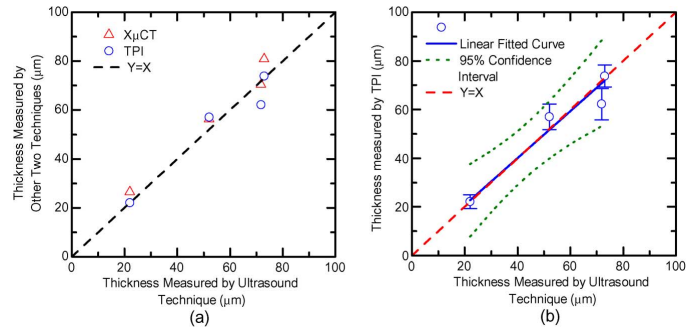 100
80
60
40
20
0
Thickness Measured by
Other Two Techniques (μm)
XμCT
TPI
Y=X
0 20 40 60 80 100
Thickness Measured by Ultrasound
Technique (μm)
(a)
100
80
60
40
20
0
Thickness measured by TPI (μm)
Linear Fitted Curve
95% Confidence
Interval
Y=X
0 20 40 60 80 100
Thickness Measured by Ultrasound
Technique (μm)
(b)